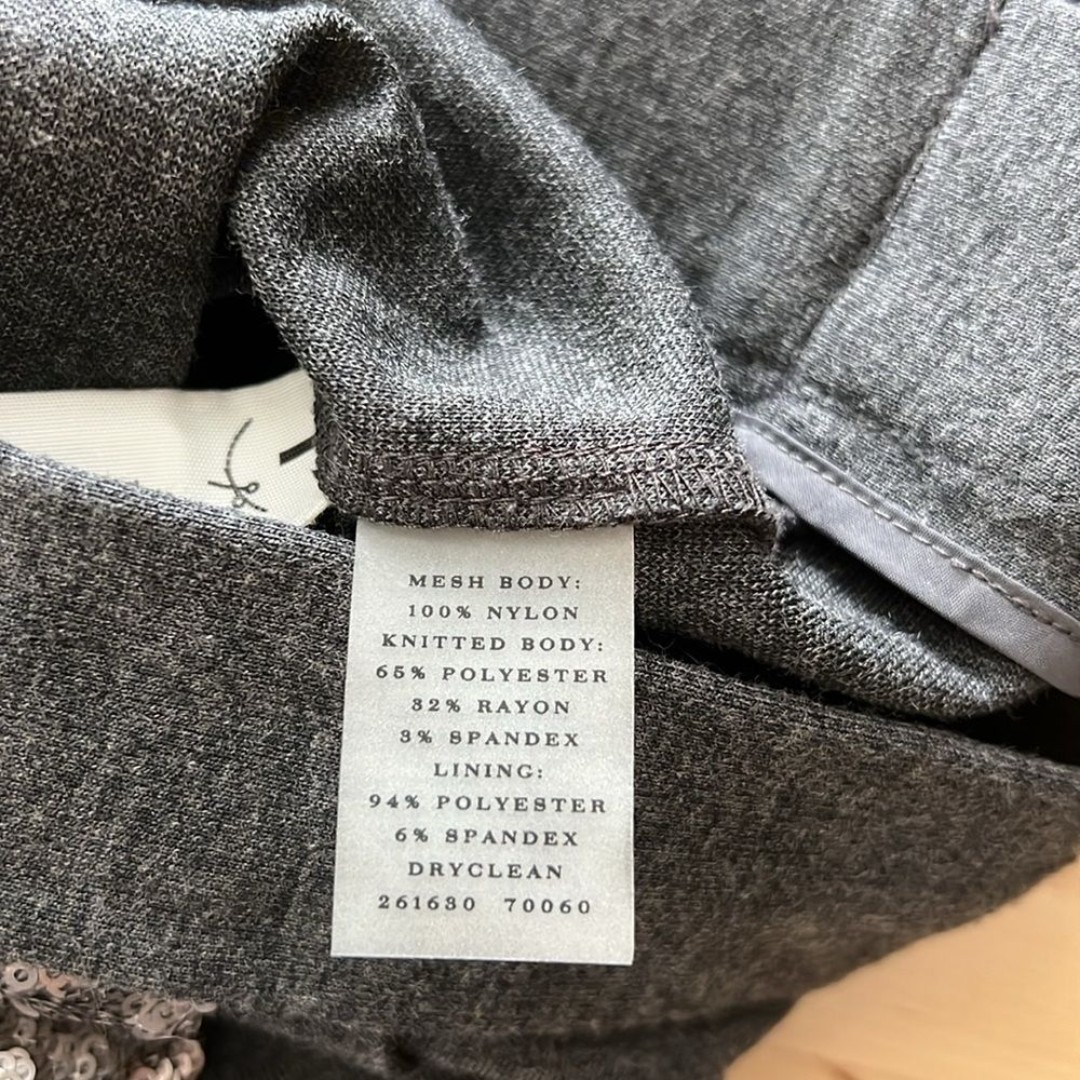 MESH BODY:
100% NYLON
KNITTED BODY:
65% POLYESTER
32% RAYON
3% SPANDEX
LINING:
94% POLYESTER
6% SPANDEX
DRYCLEAN
261630 70060